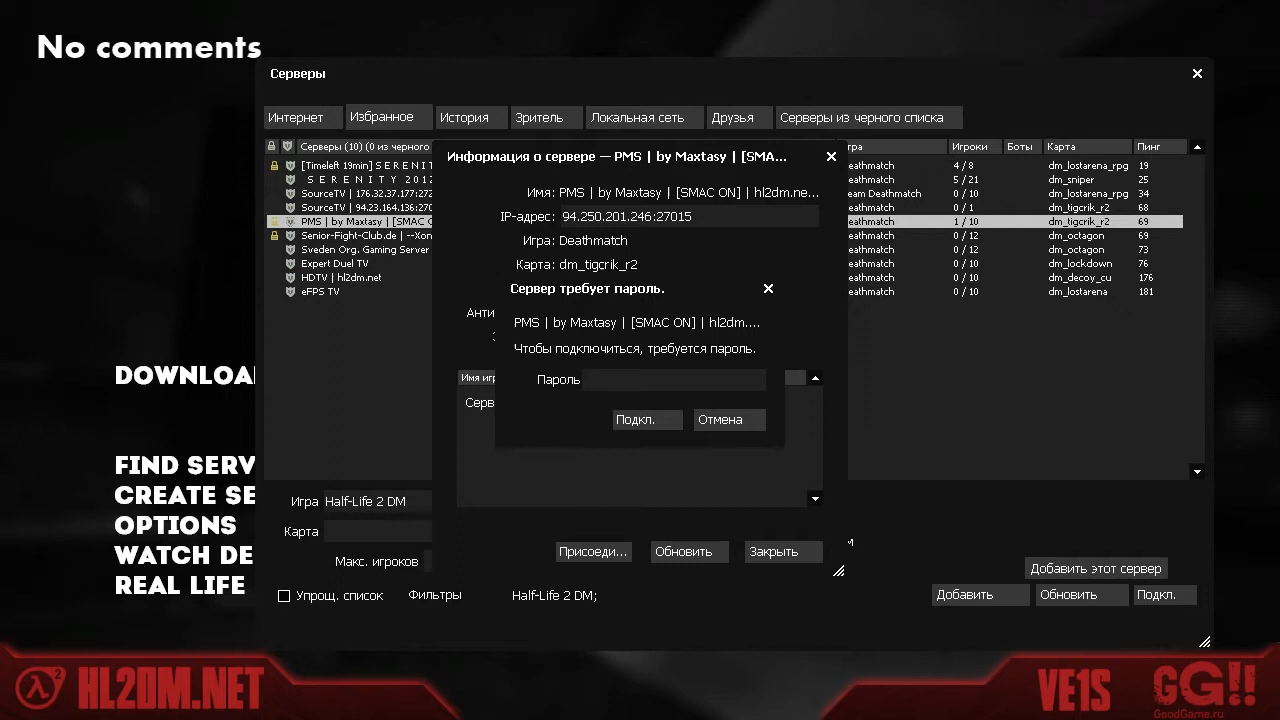 No comments
Серверы
Интернет
Избранное
История
Зритель
Локальная сеть
Друзья
Серверы из черного списка
Серверы (10) (0 из черного
гра
Игроки
Боты
Карта
Пинг
[Timeleft 19min] S E R E N I T
eathmatch 4 / 8 dm_lostarena_rpg 19
S E R E N I T Y 2012
eathmatch 5 / 21 dm_sniper 25
SourceTV | 176.32.37.177:272
eam Deathmatch 0 / 10 dm_lostarena_rpg 34
SourceTV | 94.23.164.136:270
eathmatch 0 / 1 dm_tigcrik_r2 68
PMS | by Maxtasy | [SMAC O
eathmatch 1 / 10 dm_tigcrik_r2 69
Senior-Fight-Club.de | --Xon
eathmatch 0 / 12 dm_octagon 69
Sveden Org. Gaming Server
eathmatch 0 / 12 dm_octagon 73
Expert Duel TV
eathmatch 0 / 12 dm_lockdown 76
HDTV | hl2dm.net
eathmatch 0 / 10 dm_decoy_cu 176
eFPS TV
eathmatch 0 / 10 dm_lostarena 181
Информация о сервере — PMS | by Maxtasy | [SMA...
Имя: PMS | by Maxtasy | [SMAC ON] | hl2dm.ne...
IP-адрес: 94.250.201.246:27015
Игра: Deathmatch
Карта: dm_tigcrik_r2
Анти
Имя игр
Серв
Сервер требует пароль.
PMS | by Maxtasy | [SMAC ON] | hl2dm....
Чтобы подключиться, требуется пароль.
Пароль
Подкл.
Отмена
Присоеди...
Обновить
Закрыть
DOWNLOA
FIND SERV
CREATE SE
OPTIONS
WATCH DE
REAL LIFE
Игра Half-Life 2 DM
Карта
Макс. игроков
Упрощ. список
Фильтры
Half-Life 2 DM;
Добавить этот сервер
Добавить
Обновить
Подкл.
HL2DM.NET
VE1S
GG!!
GoodGame.ru